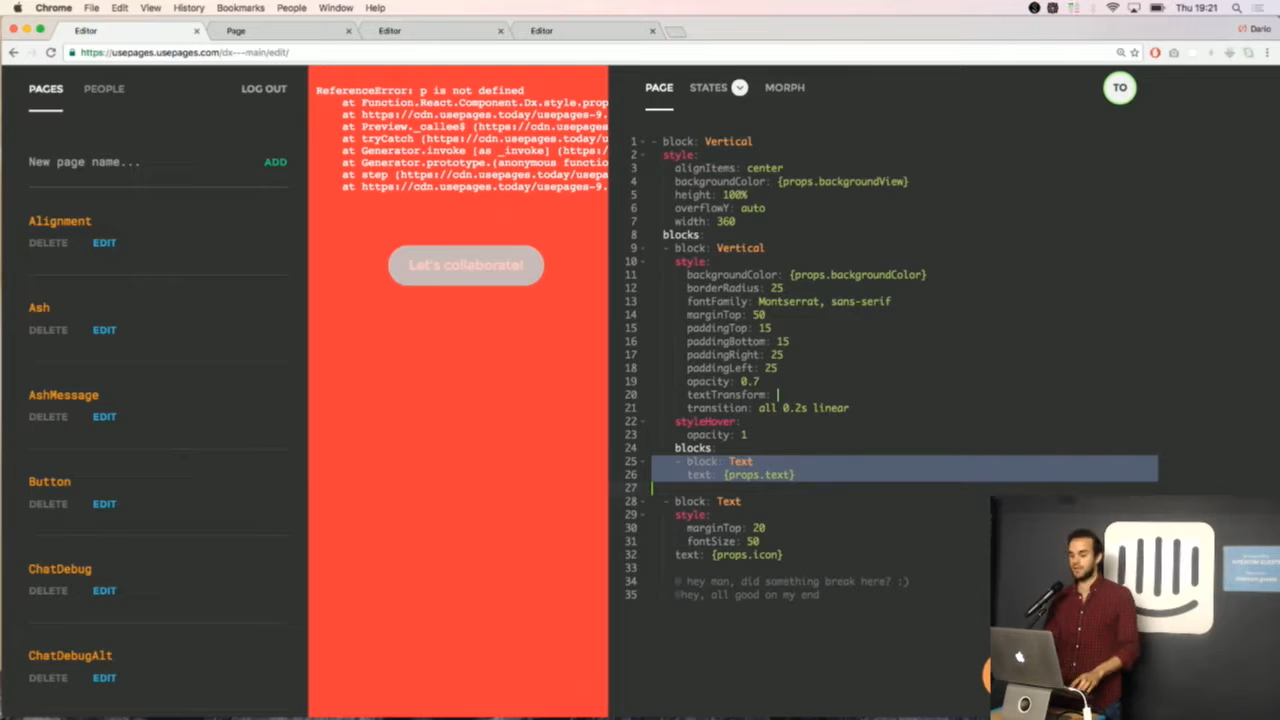 Chrome File Edit View History Bookmarks People Window Help Thu 19:21
Editor Page Editor Editor Dario
https://usepages.usepages.com/dx---main/edit/
PAGES PEOPLE LOG OUT
New page name... ADD
Alignment
DELETE EDIT
Ash
DELETE EDIT
AshMessage
DELETE EDIT
Button
DELETE EDIT
ChatDebug
DELETE EDIT
ChatDebugAlt
DELETE EDIT
ReferenceError: p is not defined
at Function.React.Component.Dx.style.prop
at https://cdn.usepages.today/usepages-9.
at Preview._callee$ (https://cdn.usepages
at tryCatch (https://cdn.usepages.today/u
at Generator.invoke [as _invoke] (https:/
at Generator.prototype.(anonymous functio
at step (https://cdn.usepages.today/usepa
at https://cdn.usepages.today/usepages-9.
Let's collaborate!
PAGE STATES MORPH TO
1 - block: Vertical
2 style:
3 alignItems: center
4 backgroundColor: {props.backgroundView}
5 height: 100%
6 overflowY: auto
7 width: 360
8 blocks:
9 - block: Vertical
10 style:
11 backgroundColor: {props.backgroundColor}
12 borderRadius: 25
13 fontFamily: Montserrat, sans-serif
14 marginTop: 50
15 paddingTop: 15
16 paddingBottom: 15
17 paddingRight: 25
18 paddingLeft: 25
19 opacity: 0.7
20 textTransform:
21 transition: all 0.2s linear
22 styleHover:
23 opacity: 1
24 blocks:
25 - block: Text
26 text: {props.text}
27
28 - block: Text
29 style:
30 marginTop: 20
31 fontSize: 50
32 text: {props.icon}
33
34 # hey man, did something break here? :)
35 #hey, all good on my end